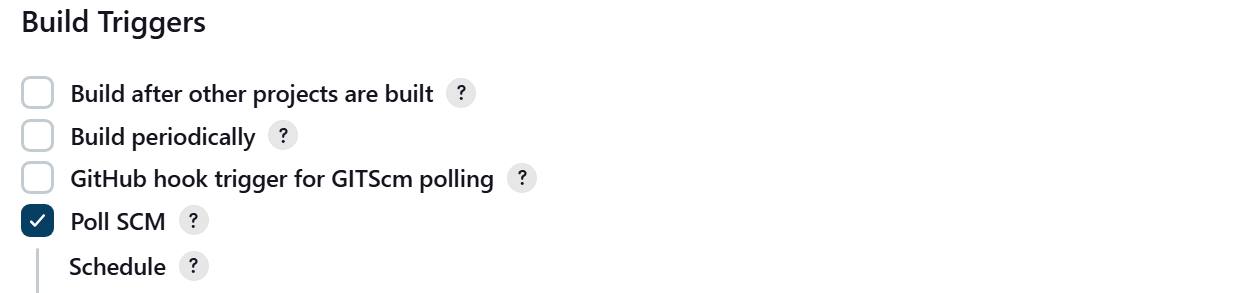 Build Triggers
Build after other projects are built ?
Build periodically ?
GitHub hook trigger for GITScm polling ?
Poll SCM ?
Schedule ?